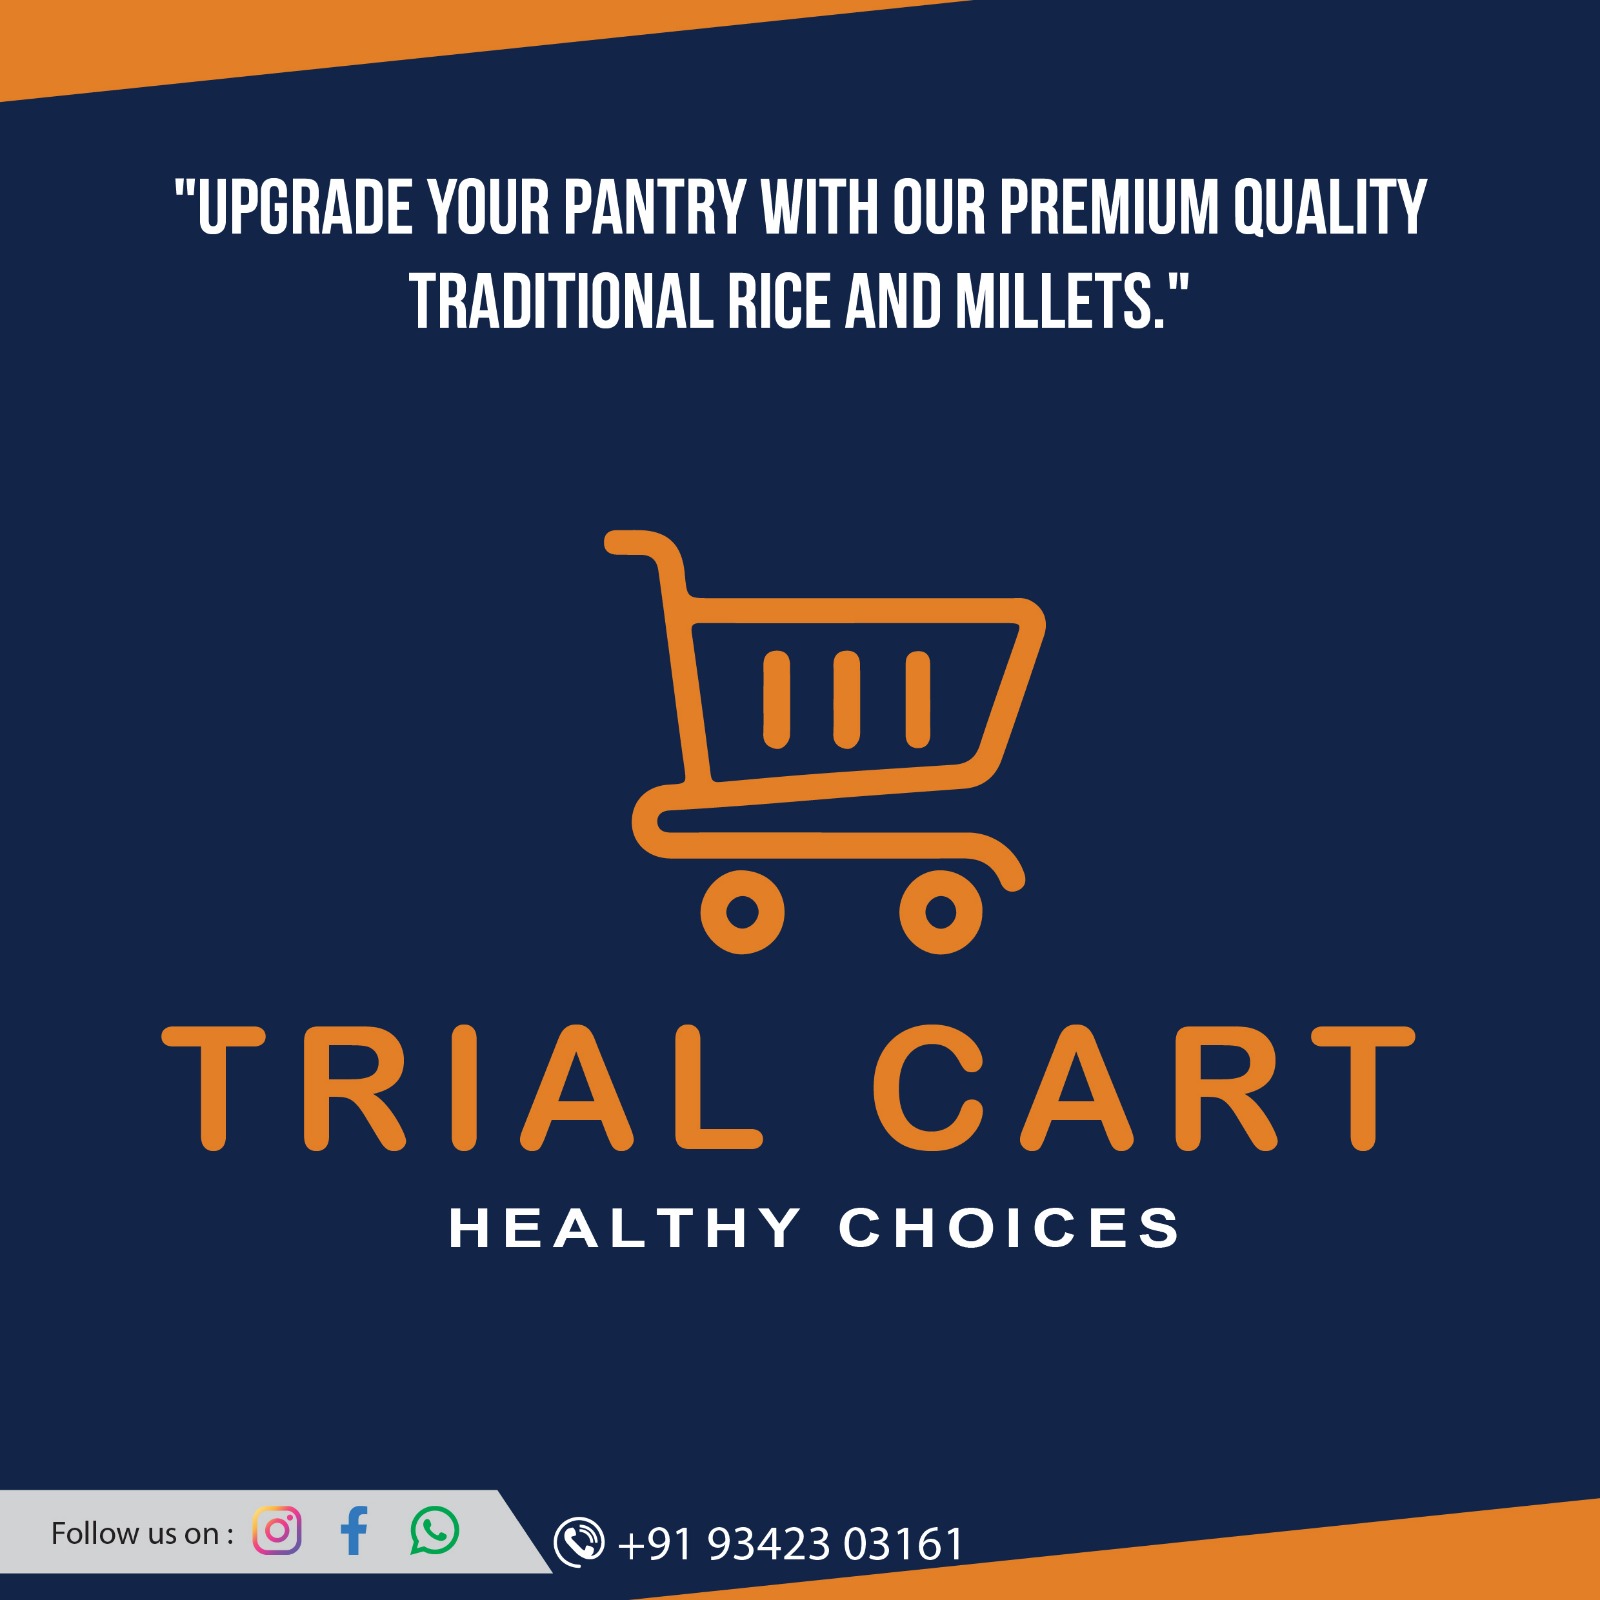 "UPGRADE YOUR PANTRY WITH OUR PREMIUM QUALITY
TRADITIONAL RICE AND MILLETS."
TRIAL CART
HEALTHY CHOICES
Follow us on :
+91 93423 03161